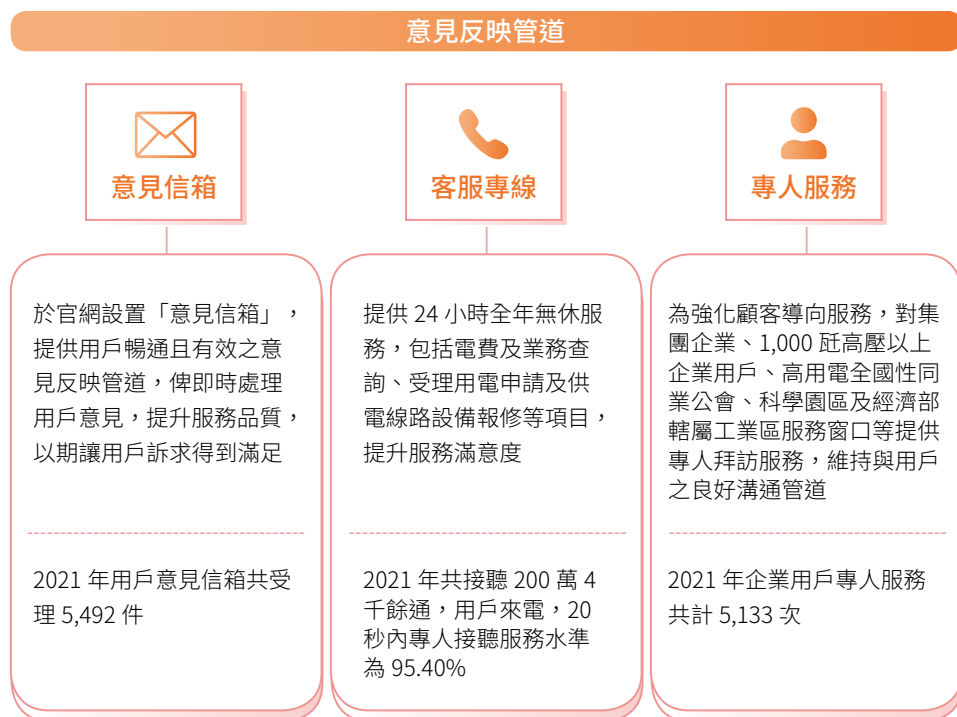 意見反映管道
意見信箱
於官網設置「意見信箱」，
提供用戶暢通且有效之意
見反映管道，俾即時處理
用戶意見，提升服務品質，
以期讓用戶訴求得到滿足
2021 年用戶意見信箱共受
理 5,492 件
客服專線
提供 24 小時全年無休服
務，包括電費及業務查
詢、受理用電申請及供
電線路設備報修等項目，
提升服務滿意度
2021 年共接聽 200 萬 4
千餘通，用戶來電，20
秒內專人接聽服務水準
為 95.40%
專人服務
為強化顧客導向服務，對集
團企業、1,000 瓩高壓以上
企業用戶、高用電全國性同
業公會、科學園區及經濟部
轄屬工業區服務窗口等提供
專人拜訪服務，維持與用戶
之良好溝通管道
2021 年企業用戶專人服務
共計 5,133 次